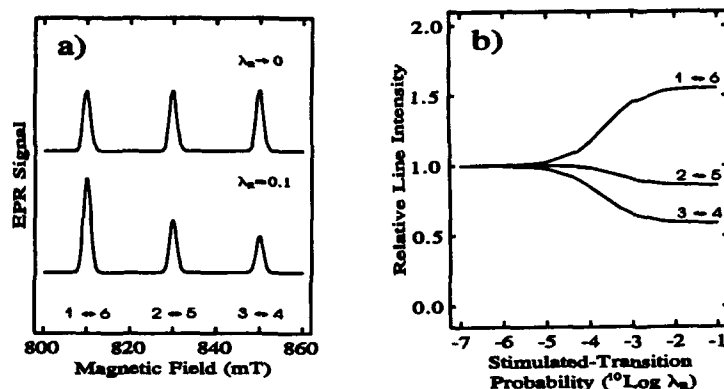 a)
λn→0
λn=0.1
EPR Signal
1 ↔ 6 2 ↔ 5 3 ↔ 4
800 820 840 860
Magnetic Field (mT)
b)
2.0
1.5
1.0
0.5
0.0
Relative Line Intensity
1 ↔ 6
2 ↔ 5
3 ↔ 4
-7 -6 -5 -4 -3 -2 -1
Stimulated-Transition
Probability (¹⁰Log λn)